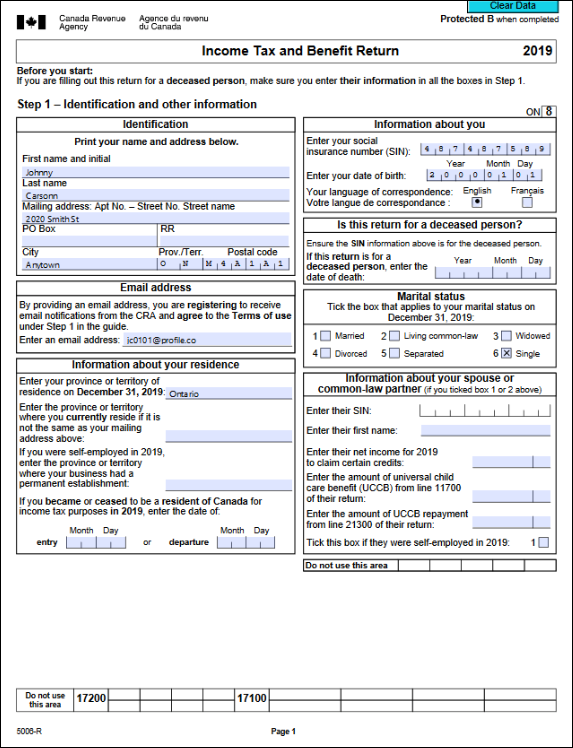 Clear Data
Canada Revenue Agency
Agence du revenu du Canada
Protected B when completed
Income Tax and Benefit Return 2019
Before you start:
If you are filling out this return for a deceased person, make sure you enter their information in all the boxes in Step 1.
Step 1 – Identification and other information
ON 8
Identification
Print your name and address below.
First name and initial
Johnny
Last name
Carsonn
Mailing address: Apt No. – Street No. Street name
2020 Smith St
PO Box RR
City Prov./Terr. Postal code
Anytown O N M 4 A 1 A 1
Email address
By providing an email address, you are registering to receive
email notifications from the CRA and agree to the Terms of use
under Step 1 in the guide.
Enter an email address: jc0101@profile.co
Information about your residence
Enter your province or territory of
residence on December 31, 2019: Ontario
Enter the province or territory
where you currently reside if it is
not the same as your mailing
address above:
If you were self-employed in 2019,
enter the province or territory
where your business had a
permanent establishment:
If you became or ceased to be a resident of Canada for
income tax purposes in 2019, enter the date of:
Month Day Month Day
entry or departure
Information about you
Enter your social
insurance number (SIN): 4 8 7 4 8 7 5 8 9
Year Month Day
Enter your date of birth: 2 0 0 0 0 1 0 1
Your language of correspondence: English Français
Votre langue de correspondance :
Is this return for a deceased person?
Ensure the SIN information above is for the deceased person.
If this return is for a
deceased person, enter the
date of death:
Year Month Day
Marital status
Tick the box that applies to your marital status on
December 31, 2019:
1 Married 2 Living common-law 3 Widowed
4 Divorced 5 Separated 6 X Single
Information about your spouse or
common-law partner (if you ticked box 1 or 2 above)
Enter their SIN:
Enter their first name:
Enter their net income for 2019
to claim certain credits:
Enter the amount of universal child
care benefit (UCCB) from line 11700
of their return:
Enter the amount of UCCB repayment
from line 21300 of their return:
Tick this box if they were self-employed in 2019: 1
Do not use this area
Do not use
this area
17200 17100
5006-R Page 1